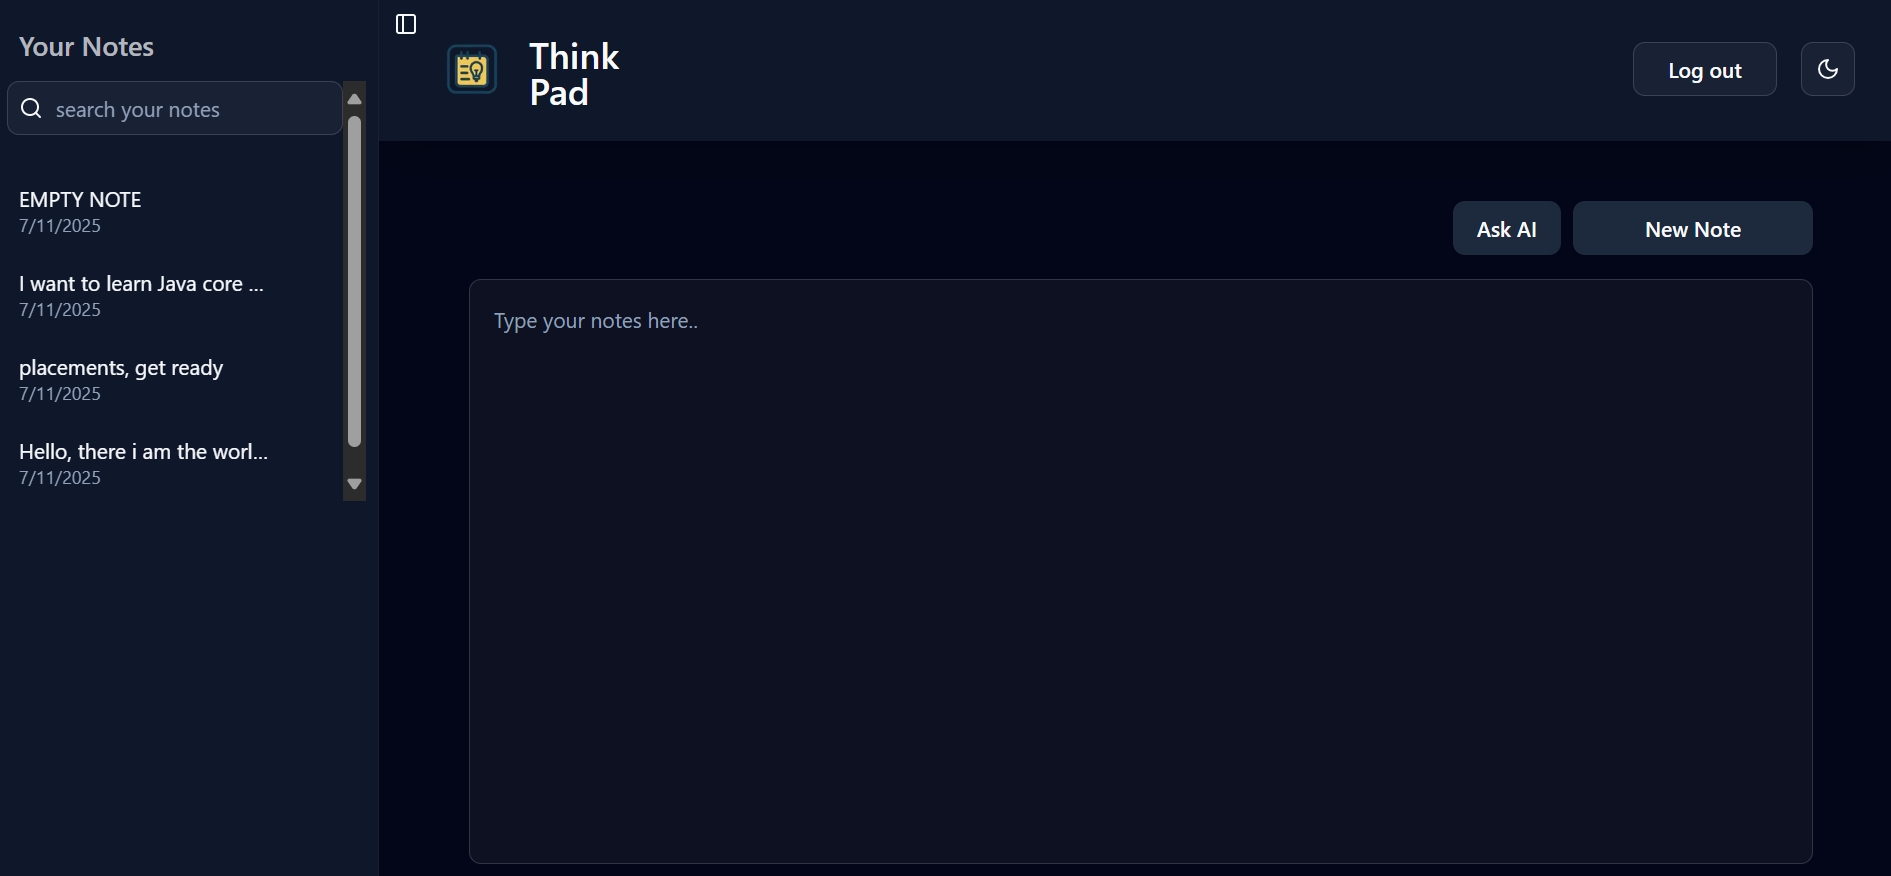 Your Notes
search your notes
EMPTY NOTE
7/11/2025
I want to learn Java core ...
7/11/2025
placements, get ready
7/11/2025
Hello, there i am the worl...
7/11/2025
Think
Pad
Log out
Ask AI
New Note
Type your notes here..